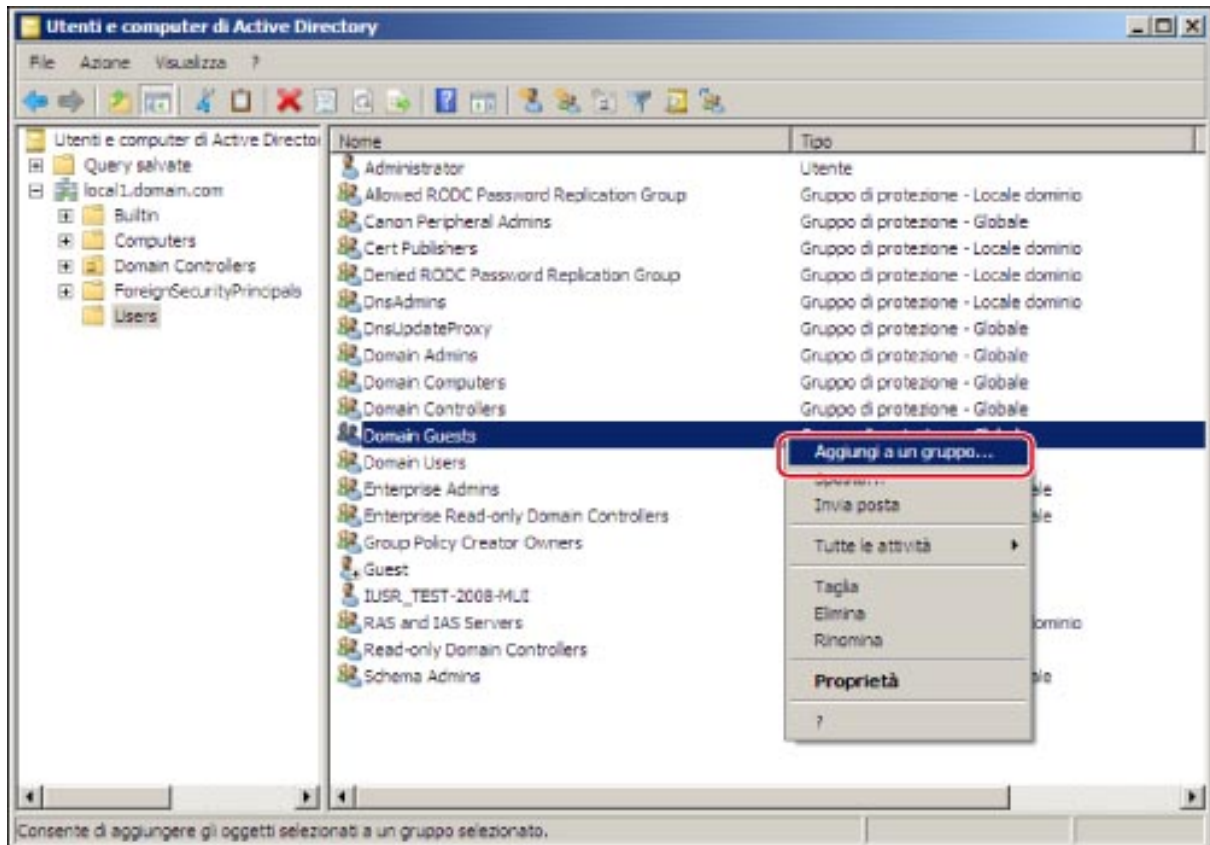 Utenti e computer di Active Directory
File Azione Visualizza ?
Utenti e computer di Active Director
Query salvate
local1.domain.com
Builtin
Computers
Domain Controllers
ForeignSecurityPrincipals
Users
Nome Tipo
Administrator Utente
Allowed RODC Password Replication Group Gruppo di protezione - Locale dominio
Canon Peripheral Admins Gruppo di protezione - Globale
Cert Publishers Gruppo di protezione - Locale dominio
Denied RODC Password Replication Group Gruppo di protezione - Locale dominio
DnsAdmins Gruppo di protezione - Locale dominio
DnsUpdateProxy Gruppo di protezione - Globale
Domain Admins Gruppo di protezione - Globale
Domain Computers Gruppo di protezione - Globale
Domain Controllers Gruppo di protezione - Globale
Domain Guests
Domain Users
Enterprise Admins
Enterprise Read-only Domain Controllers
Group Policy Creator Owners
Guest
IUSR_TEST-2008-MUI
RAS and IAS Servers ominio
Read-only Domain Controllers
Schema Admins
Aggiungi a un gruppo...
Invia posta
Tutte le attività
Taglia
Elimina
Rinomina
Proprietà
?
Consente di aggiungere gli oggetti selezionati a un gruppo selezionato.